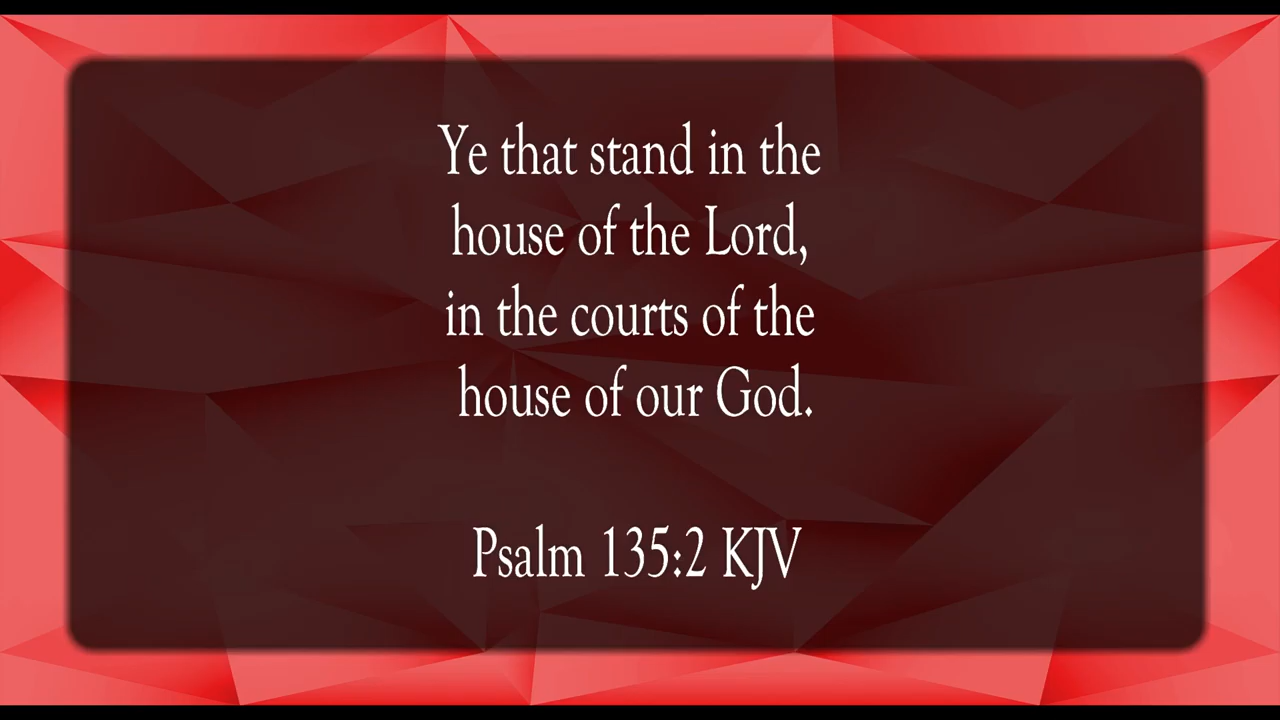 Ye that stand in the
house of the Lord,
in the courts of the
house of our God.
Psalm 135:2 KJV